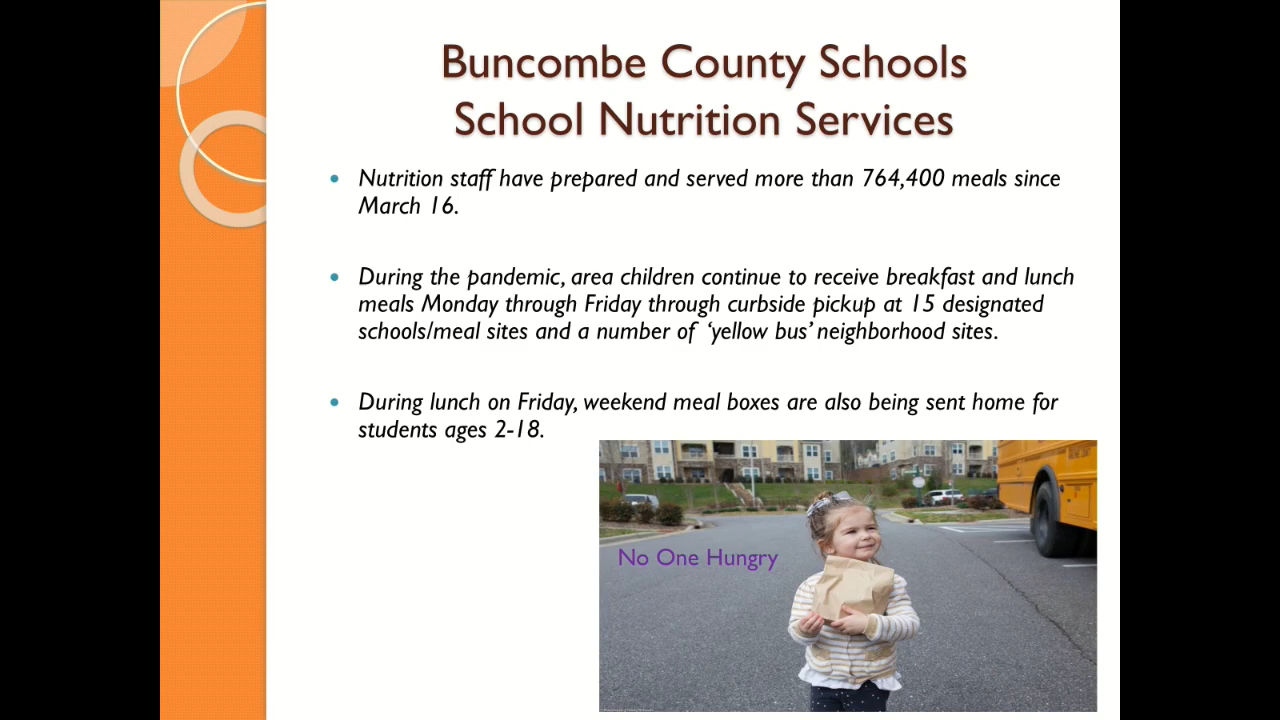 Buncombe County Schools
School Nutrition Services
• Nutrition staff have prepared and served more than 764,400 meals since
March 16.
• During the pandemic, area children continue to receive breakfast and lunch
meals Monday through Friday through curbside pickup at 15 designated
schools/meal sites and a number of ‘yellow bus’ neighborhood sites.
• During lunch on Friday, weekend meal boxes are also being sent home for
students ages 2-18.
No One Hungry